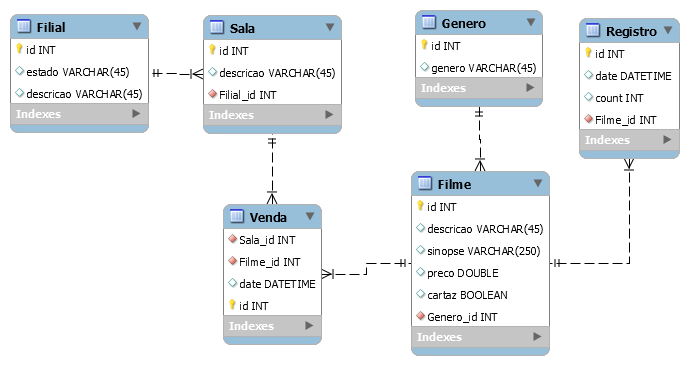 Filial
id INT
estado VARCHAR(45)
descricao VARCHAR(45)
Indexes
Sala
id INT
descricao VARCHAR(45)
Filial_id INT
Indexes
Genero
id INT
genero VARCHAR(45)
Indexes
Registro
id INT
date DATETIME
count INT
Filme_id INT
Indexes
Venda
Sala_id INT
Filme_id INT
date DATETIME
id INT
Indexes
Filme
id INT
descricao VARCHAR(45)
sinopse VARCHAR(250)
preco DOUBLE
cartaz BOOLEAN
Genero_id INT
Indexes